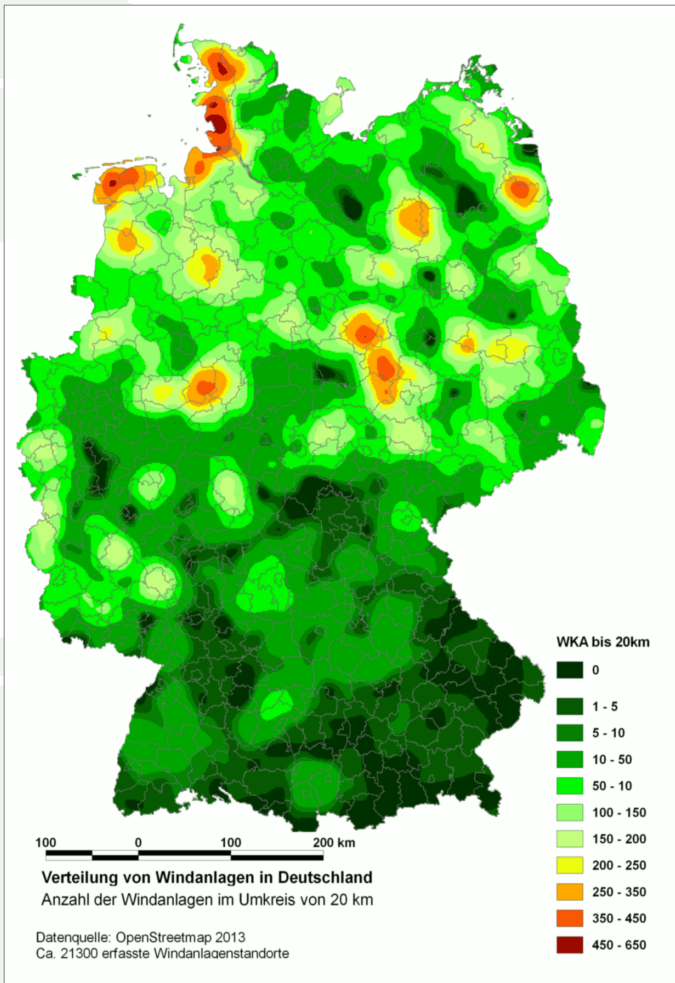 WKA bis 20km
0
1 - 5
5 - 10
10 - 50
50 - 10
100 - 150
150 - 200
200 - 250
250 - 350
350 - 450
450 - 650
100 0 100 200 km
Verteilung von Windanlagen in Deutschland
Anzahl der Windanlagen im Umkreis von 20 km
Datenquelle: OpenStreetmap 2013
Ca. 21300 erfasste Windanlagenstandorte